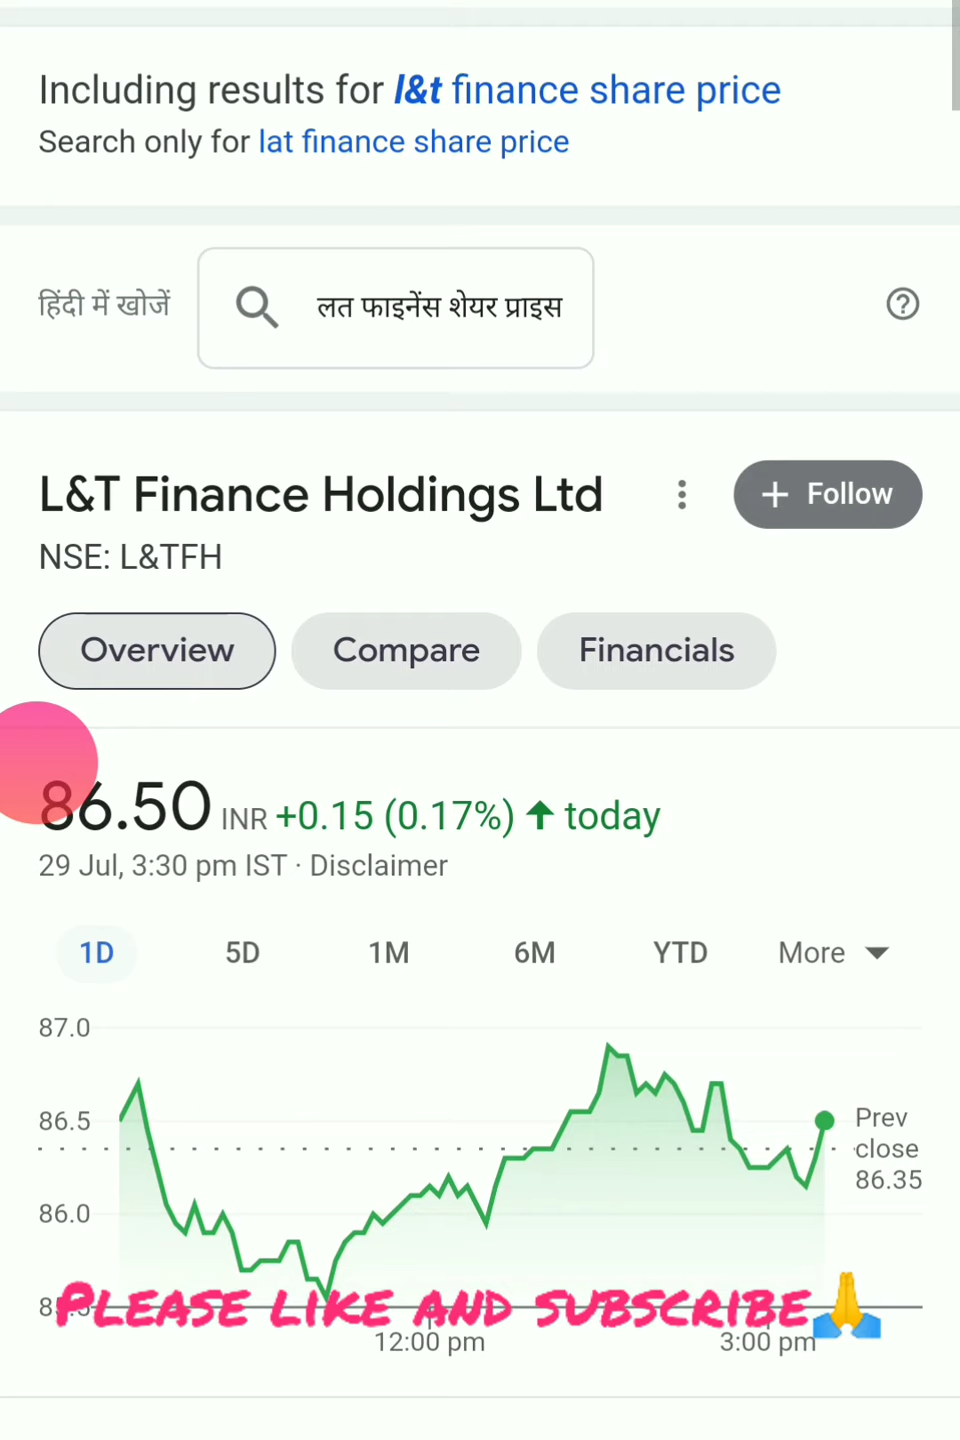 Including results for l&t finance share price
Search only for lat finance share price
हिंदी में खोजें
लत फाइनेंस शेयर प्राइस
L&T Finance Holdings Ltd
+ Follow
NSE: L&TFH
Overview
Compare
Financials
86.50 INR +0.15 (0.17%) ↑ today
29 Jul, 3:30 pm IST · Disclaimer
1D
5D
1M
6M
YTD
More
87.0
86.5
86.0
Prev
close
86.35
PLEASE LIKE AND SUBSCRIBE🙏
12:00 pm
3:00 pm